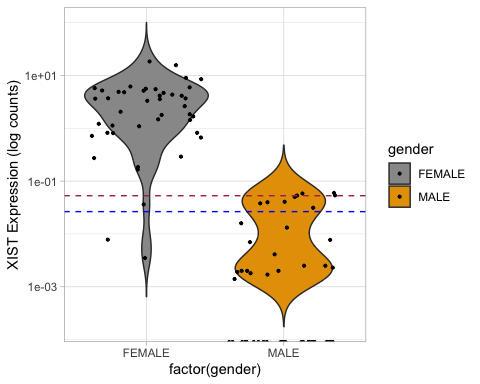 XIST Expression (log counts)
1e+01
1e-01
1e-03
FEMALE
MALE
factor(gender)
gender
FEMALE
MALE